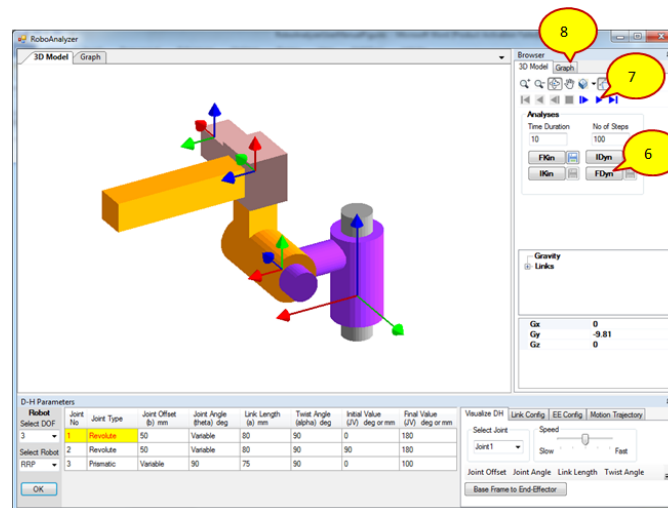 RoboAnalyzer
3D Model Graph
Browser
3D Model Graph
8
7
6
Analyses
Time Duration No of Steps
10 100
FKin IDyn
IKin FDyn
Gravity
Links
Gx 0
Gy -9.81
Gz 0
D-H Parameters
Robot
Select DOF
3
Select Robot
RRP
OK
Joint No Joint Type Joint Offset (b) mm Joint Angle (theta) deg Link Length (a) mm Twist Angle (alpha) deg Initial Value (JV) deg or mm Final Value (JV) deg or mm
1 Revolute 50 Variable 80 90 0 180
2 Revolute 50 Variable 80 90 90 180
3 Prismatic Variable 90 75 90 0 100
Visualize DH Link Config EE Config Motion Trajectory
Select Joint Speed
Joint1
Slow Fast
Joint Offset Joint Angle Link Length Twist Angle
Base Frame to End-Effector